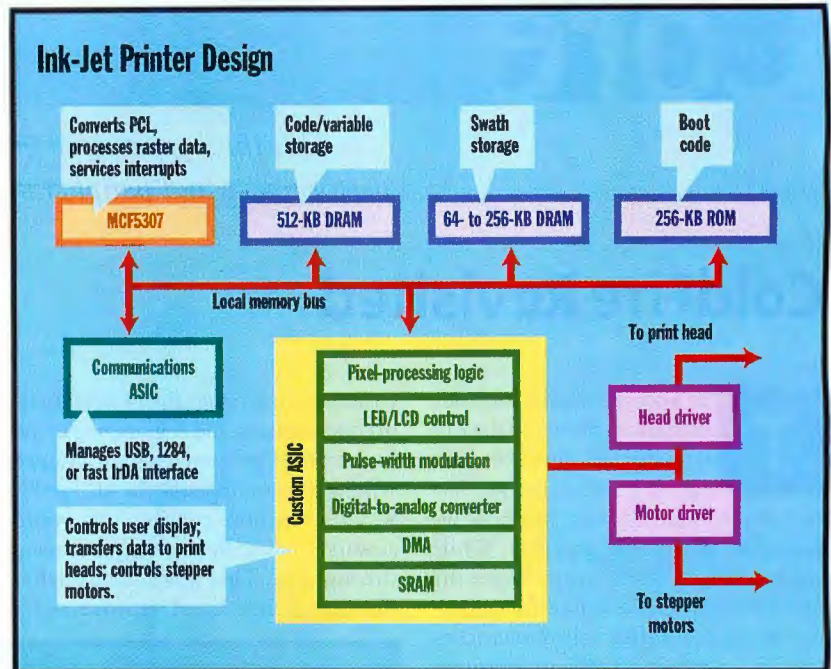 Ink-Jet Printer Design
Converts PCL,
processes raster data,
services interrupts
Code/variable
storage
Swath
storage
Boot
code
MCF5307
512-KB DRAM
64- to 256-KB DRAM
256-KB ROM
Local memory bus
Communications
ASIC
Manages USB, 1284,
or fast IrDA interface
Controls user display;
transfers data to print
heads; controls stepper
motors.
Custom ASIC
Pixel-processing logic
LED/LCD control
Pulse-width modulation
Digital-to-analog converter
DMA
SRAM
To print head
Head driver
Motor driver
To stepper
motors